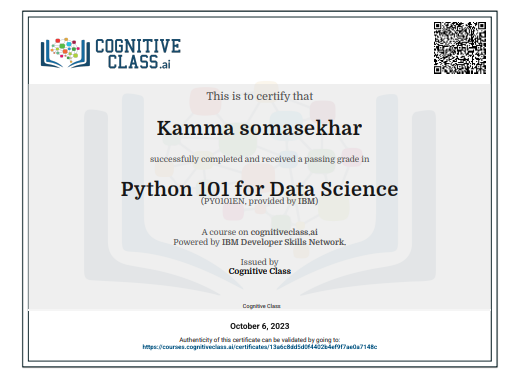 COGNITIVE
CLASS.ai
This is to certify that
Kamma somasekhar
successfully completed and received a passing grade in
Python 101 for Data Science
(PY0101EN, provided by IBM)
A course on cognitiveclass.ai
Powered by IBM Developer Skills Network.
Issued by
Cognitive Class
Cognitive Class
October 6, 2023
Authenticity of this certificate can be validated by going to:
https://courses.cognitiveclass.ai/certificates/13a6c8dd5d0f4402b4ef9f7ae0a7148c